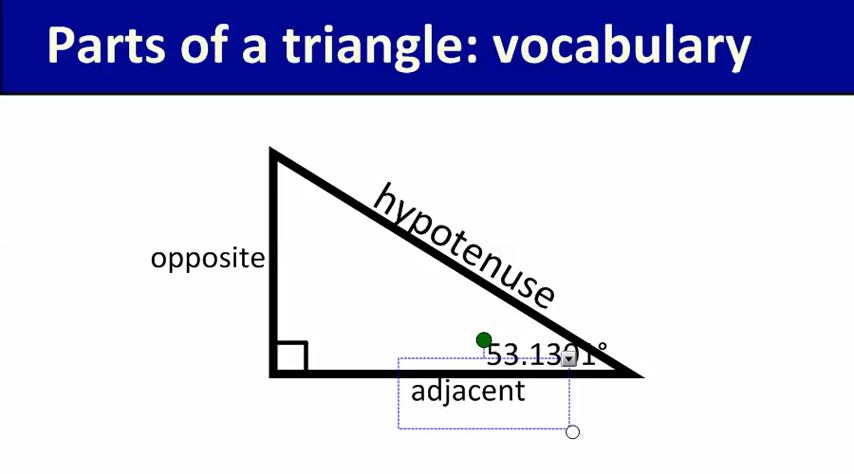 Parts of a triangle: vocabulary
hypotenuse
opposite
53.1301°
adjacent